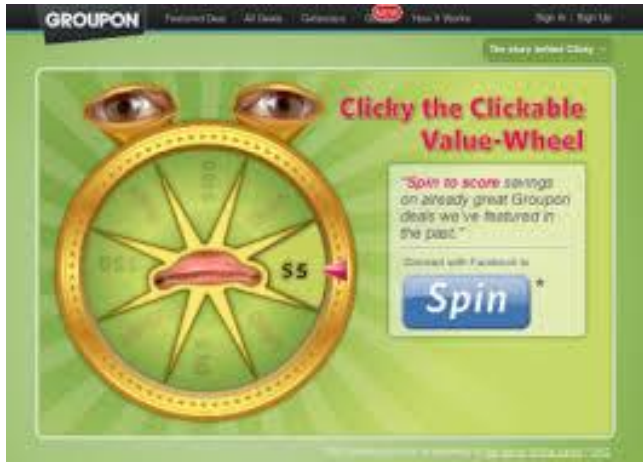 GROUPON Featured Deal All Deals Getaways NEW How It Works Sign In | Sign Up
The story behind Clicky
Clicky the Clickable
Value-Wheel
"Spin to score savings
on already great Groupon
deals we've featured in
the past."
Connect with Facebook to
Spin *
$5